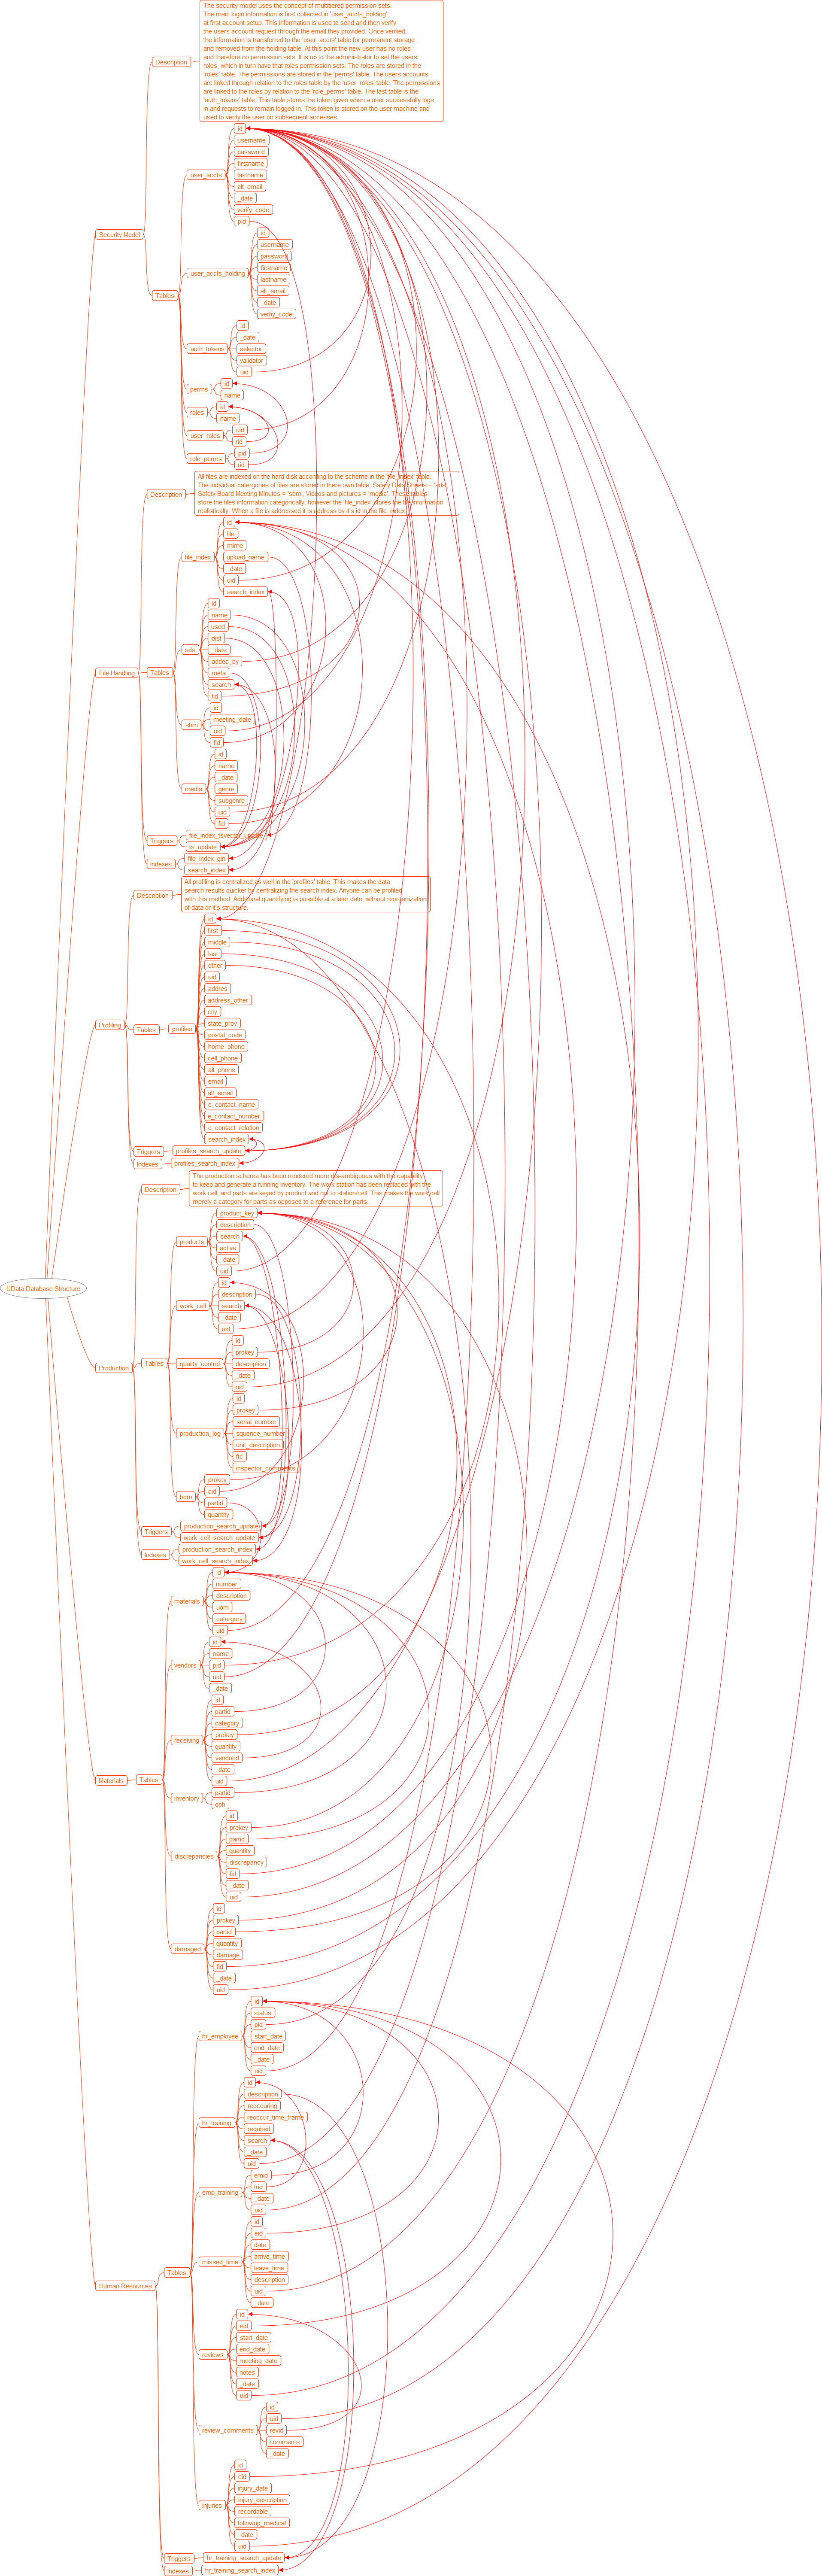 The security model uses the concept of multitiered permission sets.
The main login information is first collected in 'user_accts_holding'
at first account setup. This information is used to send and then verify
the users account request through the email they provided. Once verified,
the information is transferred to the 'user_accts' table for permanent storage
and removed from the holding table. At this point the new user has no roles
and therefore no permission sets. It is up to the administrator to set the users
roles, which in turn have that roles permission sets. The roles are stored in the
'roles' table. The permissions are stored in the 'perms' table. The users accounts
are linked through relation to the roles table by the 'user_roles' table. The permissions
are linked to the roles by relation to the 'role_perms' table. The last table is the
'auth_tokens' table. This table stores the token given when a user successfully logs
in and requests to remain logged in. This token is stored on the user machine and
used to verify the user on subsequent accesses.
Description
Security Model
Tables
user_accts
id
username
password
firstname
lastname
alt_email
_date
verify_code
pid
user_accts_holding
id
username
password
firstname
lastname
alt_email
_date
verfiy_code
auth_tokens
id
_date
selector
validator
uid
perms
id
name
roles
id
name
user_roles
uid
rid
role_perms
pid
rid
File Handling
Description
All files are indexed on the hard disk according to the scheme in the 'file_index' table.
The individual catergories of files are stored in there own table, Safety Data Sheets = 'sds',
Safety Board Meeting Minutes = 'sbm', Videos and pictures = 'media'. These tables
store the files information categorically, however the 'file_index' stores the file information
realistically. When a file is addressed it is address by it's id in the file_index.
Tables
file_index
id
file
mime
upload_name
_date
uid
search_index
sds
id
name
used
dist
_date
added_by
meta
search
fid
sbm
id
meeting_date
uid
fid
media
id
name
_date
genre
subgenre
uid
fid
Triggers
file_index_tsvector_update
ts_update
Indexes
file_index_gin
search_index
Profiling
Description
All profiling is centralized as well in the 'profiles' table. This makes the data
search results quicker by centralizing the search index. Anyone can be profiled
with this method. Additional quantifying is possible at a later date, without reorganization
of data or it's structure.
Tables
profiles
id
first
middle
last
other
uid
addres
address_other
city
state_prov
postal_code
home_phone
cell_phone
alt_phone
email
alt_email
e_contact_name
e_contact_number
e_contact_relation
search_index
Triggers
profiles_search_update
Indexes
profiles_search_index
UData Database Structure
Production
Description
The production schema has been rendered more dis-ambiguous with the capability
to keep and generate a running inventory. The work station has been replaced with the
work cell, and parts are keyed by product and not to station/cell. This makes the work cell
merely a category for parts as opposed to a reference for parts.
Tables
products
product_key
description
search
active
_date
uid
work_cell
id
description
search
_date
uid
quality_control
id
prokey
description
_date
uid
production_log
id
prokey
serial_number
squence_number
unit_description
ftc
inspector_comments
bom
prokey
cid
partid
quantity
Triggers
production_search_update
work_cell_search_update
Indexes
production_search_index
work_cell_search_index
Materials
Tables
materials
id
number
description
uom
catergory
uid
vendors
id
name
pid
uid
_date
receiving
id
partid
category
prokey
quantity
vendorid
_date
uid
inventory
partid
qoh
discrepancies
id
prokey
partid
quantity
discrepancy
fid
_date
uid
damaged
id
prokey
partid
quantity
damage
fid
_date
uid
Human Resources
Tables
hr_employee
id
status
pid
start_date
end_date
_date
uid
hr_training
id
description
reoccuring
reoccur_time_frame
required
search
_date
uid
emp_training
emid
trid
_date
uid
missed_time
id
eid
date
arrive_time
leave_time
description
uid
_date
reviews
id
eid
start_date
end_date
meeting_date
notes
_date
uid
review_comments
id
uid
revid
comments
_date
injuries
id
eid
injury_date
injury_description
recordable
followup_medical
_date
uid
Triggers
hr_training_search_update
Indexes
hr_training_search_index